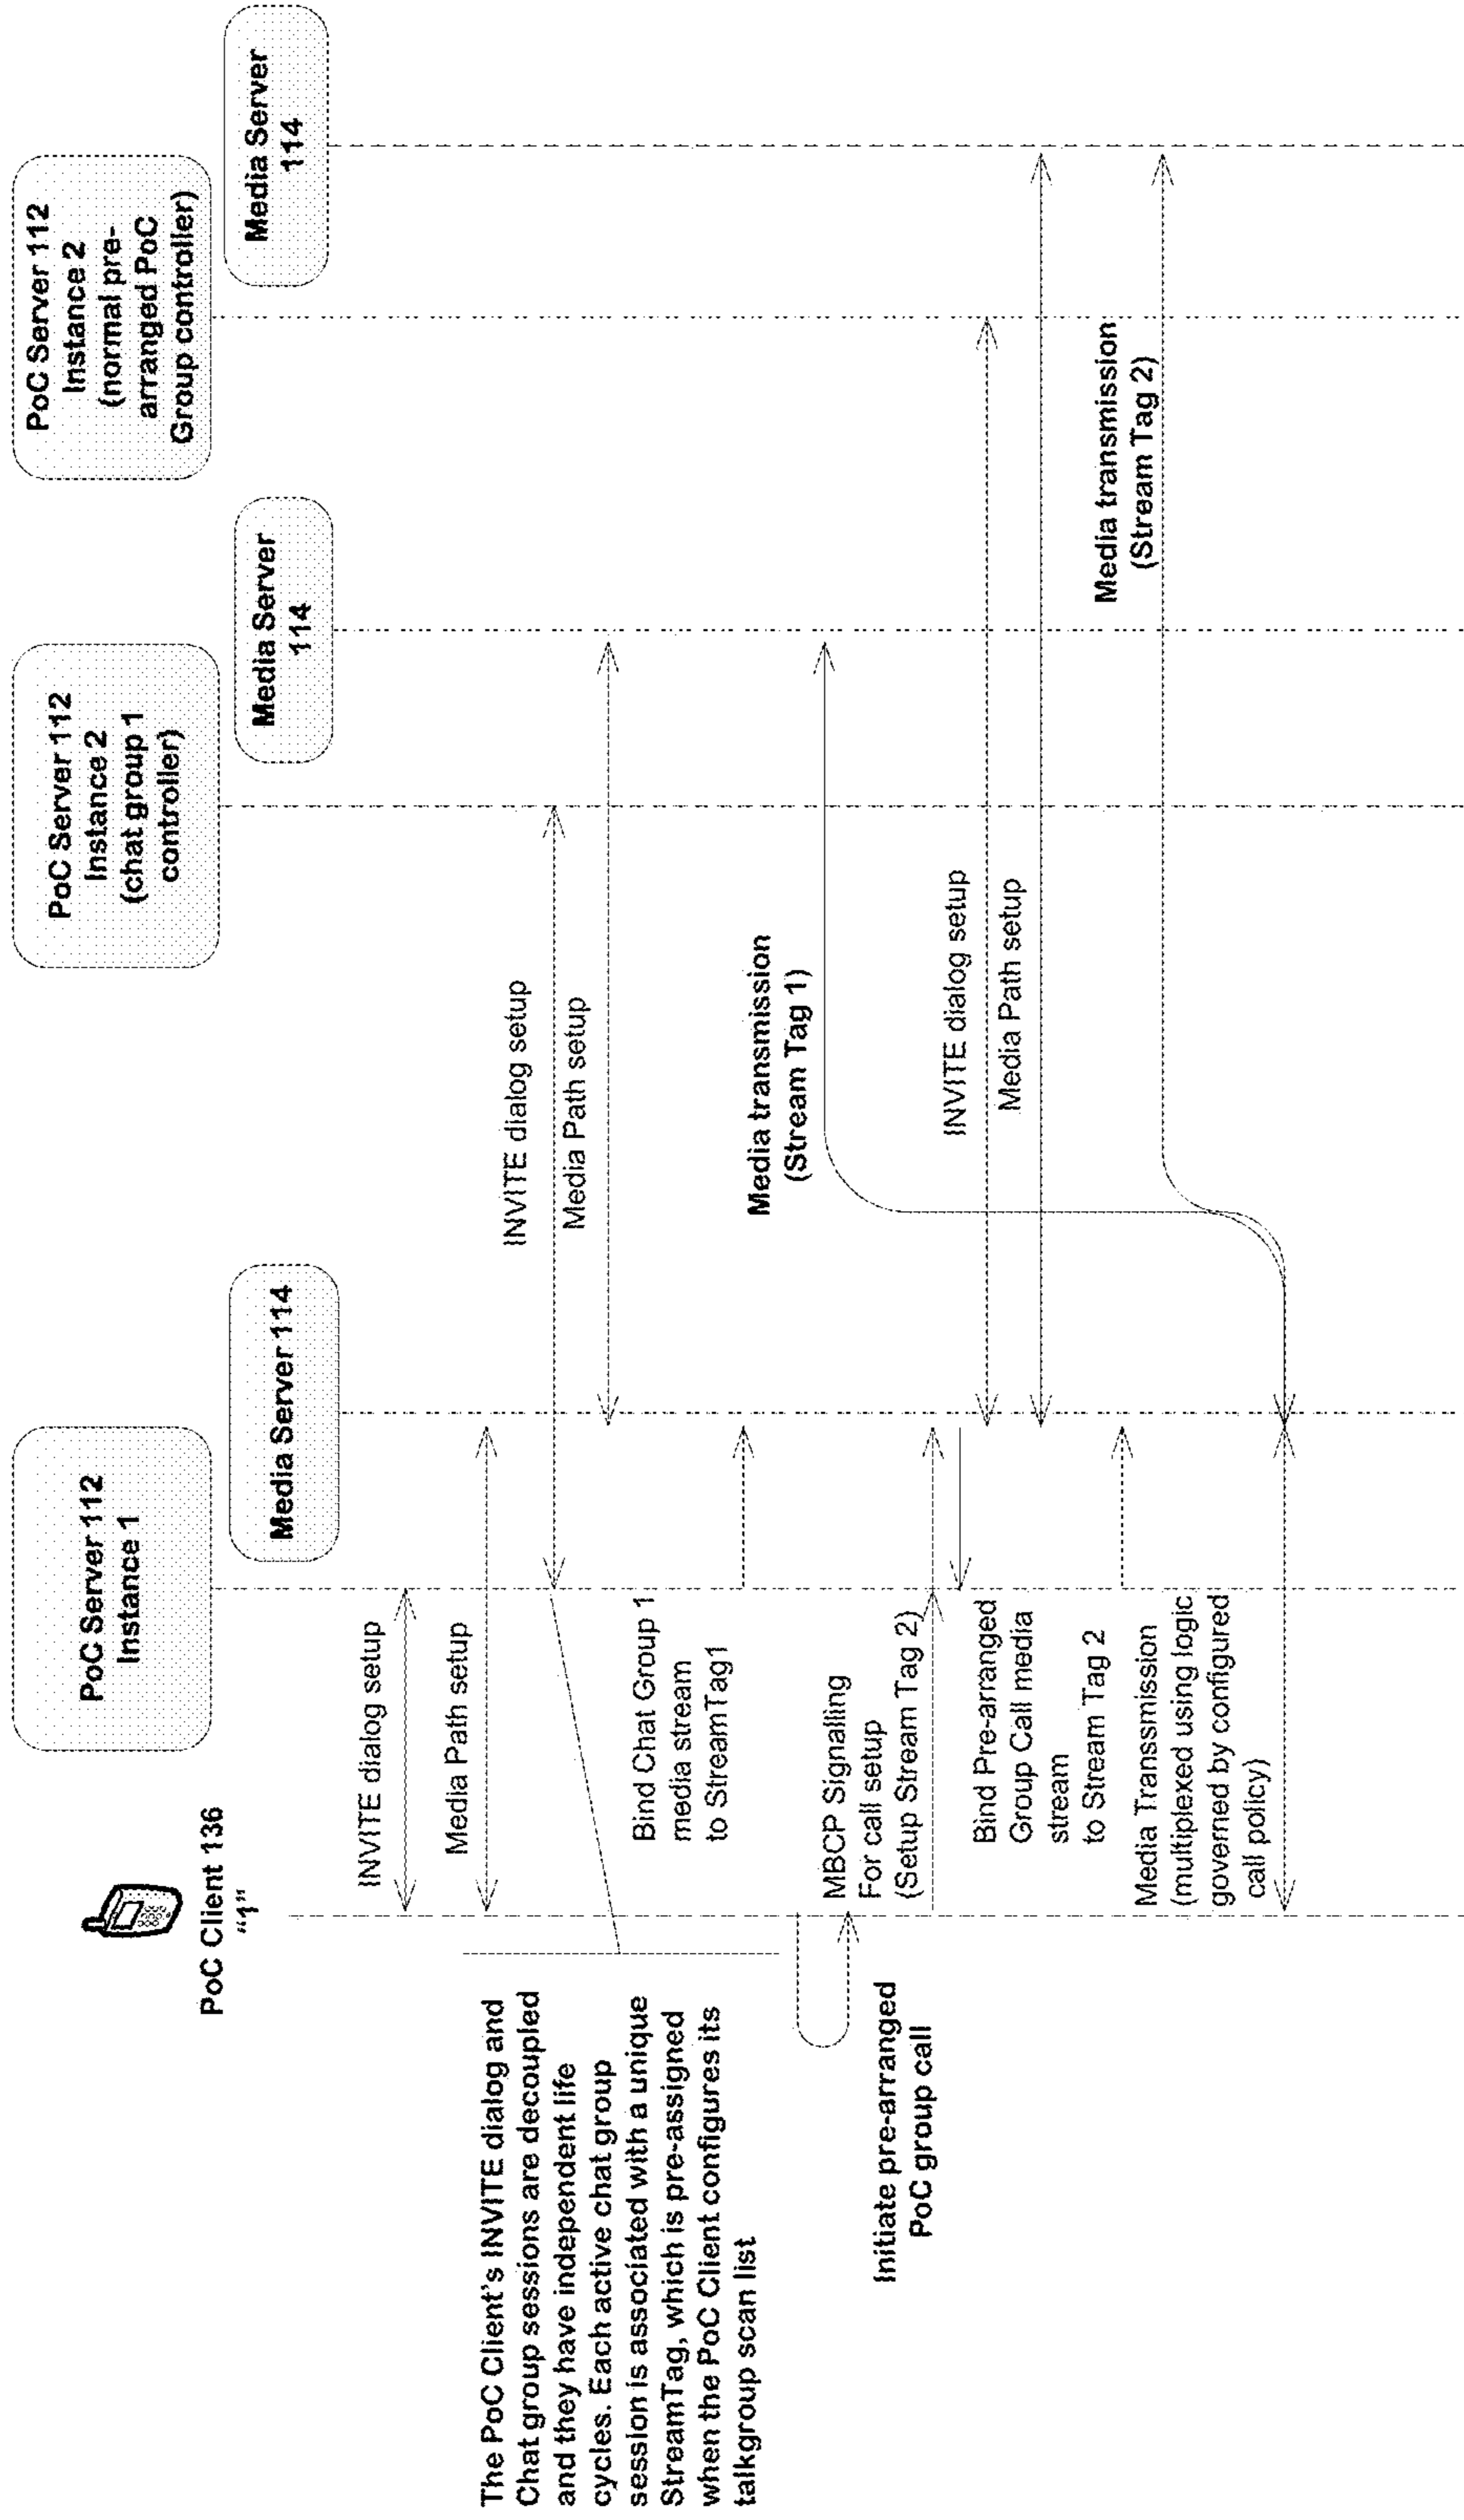 PoC Client 136
“1”
PoC Server 112
Instance 1
Media Server 114
PoC Server 112
Instance 2
(chat group 1
controller)
Media Server
114
PoC Server 112
Instance 2
(normal pre-
arranged PoC
Group controller)
Media Server
114
INVITE dialog setup
Media Path setup
INVITE dialog setup
Media Path setup
The PoC Client's INVITE dialog and
Chat group sessions are decoupled
and they have independent life
cycles. Each active chat group
session is associated with a unique
StreamTag, which is pre-assigned
when the PoC Client configures its
talkgroup scan list
Bind Chat Group 1
media stream
to StreamTag1
Media transmission
(Stream Tag 1)
Initiate pre-arranged
PoC group call
MBCP Signalling
For call setup
(Setup Stream Tag 2)
INVITE dialog setup
Media Path setup
Bind Pre-arranged
Group Call media
stream
to Stream Tag 2
Media transmission
(Stream Tag 2)
Media Transmission
(multiplexed using logic
governed by configured
call policy)